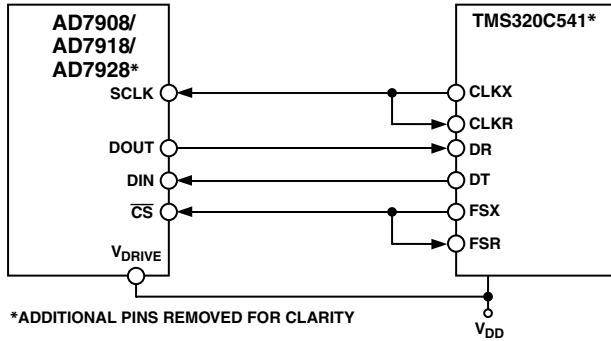 AD7908/
AD7918/
AD7928*
SCLK
DOUT
DIN
CS
VDRIVE
TMS320C541*
CLKX
CLKR
DR
DT
FSX
FSR
VDD
*ADDITIONAL PINS REMOVED FOR CLARITY